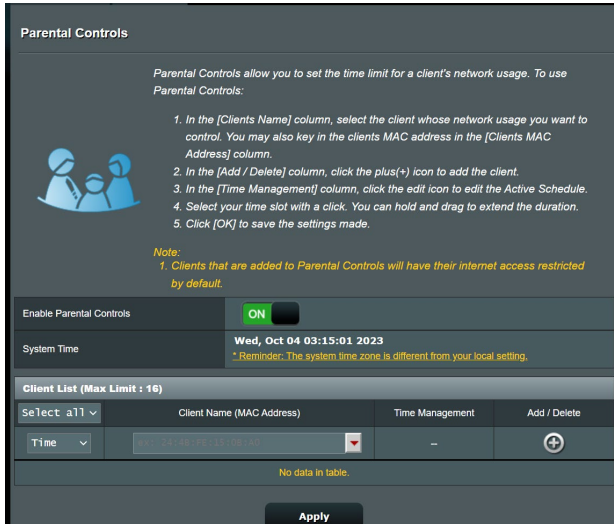 Parental Controls
Parental Controls allow you to set the time limit for a client's network usage. To use
Parental Controls:
1. In the [Clients Name] column, select the client whose network usage you want to
control. You may also key in the clients MAC address in the [Clients MAC
Address] column.
2. In the [Add / Delete] column, click the plus(+) icon to add the client.
3. In the [Time Management] column, click the edit icon to edit the Active Schedule.
4. Select your time slot with a click. You can hold and drag to extend the duration.
5. Click [OK] to save the settings made.
Note:
1. Clients that are added to Parental Controls will have their internet access restricted
by default.
Enable Parental Controls ON
System Time Wed, Oct 04 03:15:01 2023
* Reminder: The system time zone is different from your local setting.
Client List (Max Limit : 16)
Select all Client Name (MAC Address) Time Management Add / Delete
Time --
No data in table.
Apply